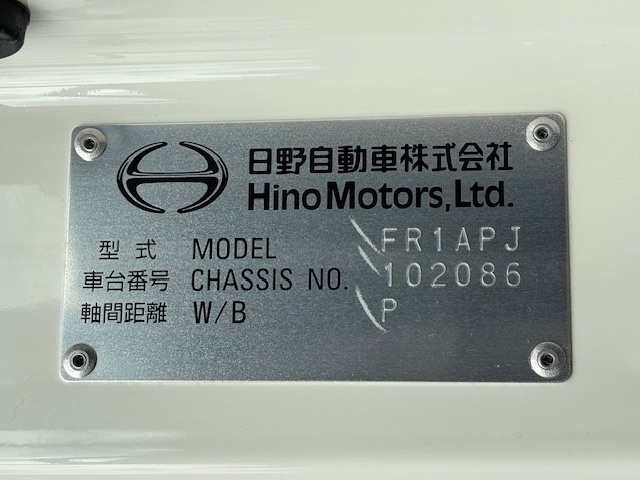 日野自動車株式会社
Hino Motors, Ltd.
型式 MODEL FR1APJ
車台番号 CHASSIS NO. 102086
軸間距離 W/B P